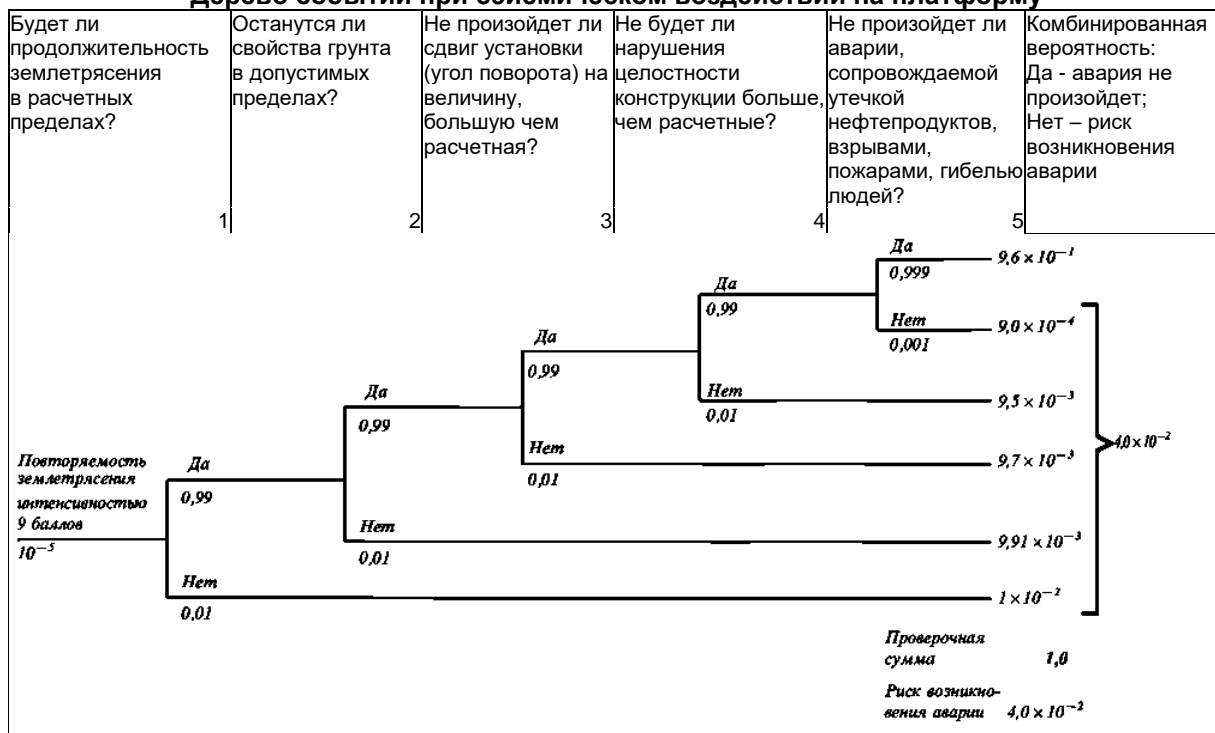 Дерево событий при сейсмическом воздействии на платформу
Будет ли
продолжительность
землетрясения
в расчетных
пределах?
1
Останутся ли
свойства грунта
в допустимых
пределах?
2
Не произойдет ли
сдвиг установки
(угол поворота) на
величину,
большую чем
расчетная?
3
Не будет ли
нарушения
целостности
конструкции больше,
чем расчетные?
4
Не произойдет ли
аварии,
сопровождаемой
утечкой
нефтепродуктов,
взрывами,
пожарами, гибелью
людей?
5
Комбинированная
вероятность:
Да - авария не
произойдет;
Нет – риск
возникновения
аварии
Да
0,999
9,6 × 10⁻¹
Да
0,99
Нет
0,001
9,0 × 10⁻⁴
Да
0,99
Нет
0,01
9,5 × 10⁻³
Да
0,99
Нет
0,01
9,7 × 10⁻³
4,0 × 10⁻²
Повторяемость
землетрясения
интенсивностью
9 баллов
10⁻⁵
Да
0,99
Нет
0,01
9,91 × 10⁻³
Нет
0,01
1 × 10⁻²
Проверочная
сумма 1,0
Риск возникно-
вения аварии 4,0 × 10⁻²